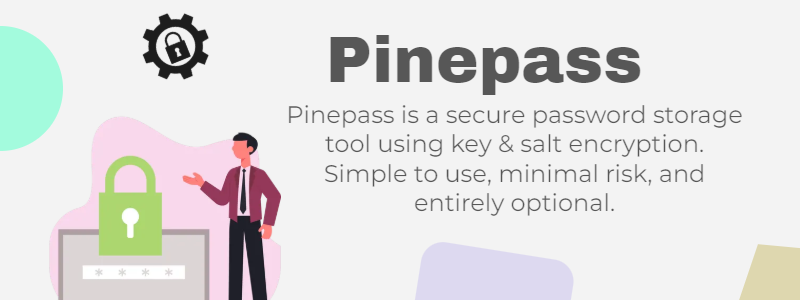 Pinepass
Pinepass is a secure password storage
tool using key & salt encryption.
Simple to use, minimal risk, and
entirely optional.
* * * *